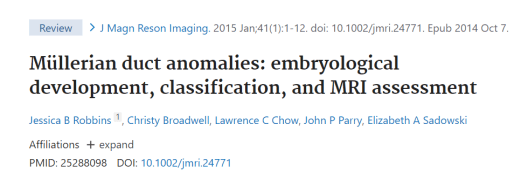 Review > J Magn Reson Imaging. 2015 Jan;41(1):1-12. doi: 10.1002/jmri.24771. Epub 2014 Oct 7.
Müllerian duct anomalies: embryological
development, classification, and MRI assessment
Jessica B Robbins 1, Christy Broadwell, Lawrence C Chow, John P Parry, Elizabeth A Sadowski
Affiliations + expand
PMID: 25288098 DOI: 10.1002/jmri.24771